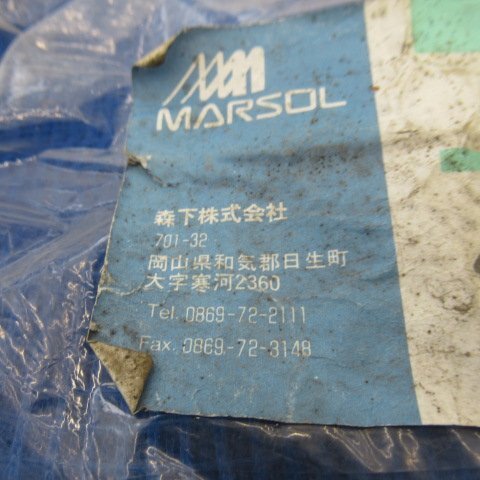 MARSOL
森下株式会社
701-32
岡山県和気郡日生町
大字寒河2360
Tel. 0869-72-2111
Fax. 0869-72-3148